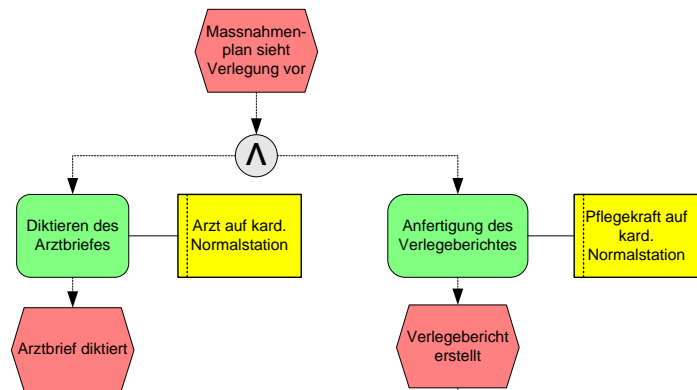 Massnahmen-
plan sieht
Verlegung vor
Λ
Diktieren des
Arztbriefes
Arzt auf kard.
Normalstation
Anfertigung des
Verlegeberichtes
Pflegekraft auf
kard.
Normalstation
Arztbrief diktiert
Verlegebericht
erstellt